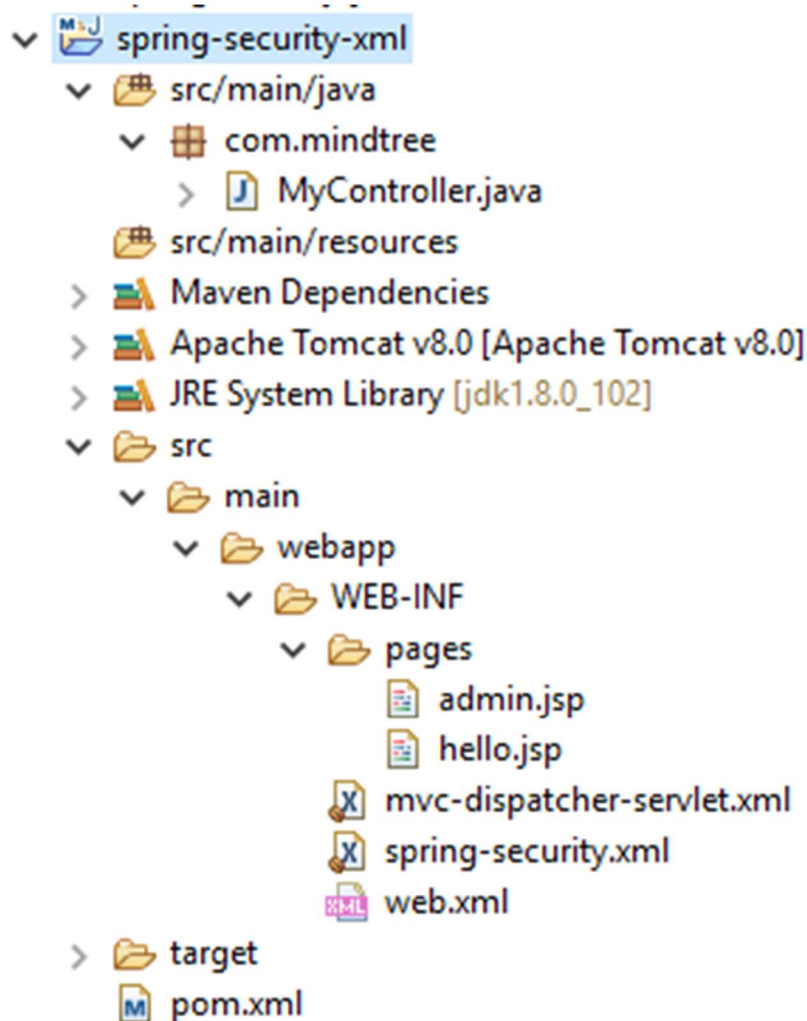 spring-security-xml
src/main/java
com.mindtree
MyController.java
src/main/resources
Maven Dependencies
Apache Tomcat v8.0 [Apache Tomcat v8.0]
JRE System Library [jdk1.8.0_102]
src
main
webapp
WEB-INF
pages
admin.jsp
hello.jsp
mvc-dispatcher-servlet.xml
spring-security.xml
web.xml
target
pom.xml